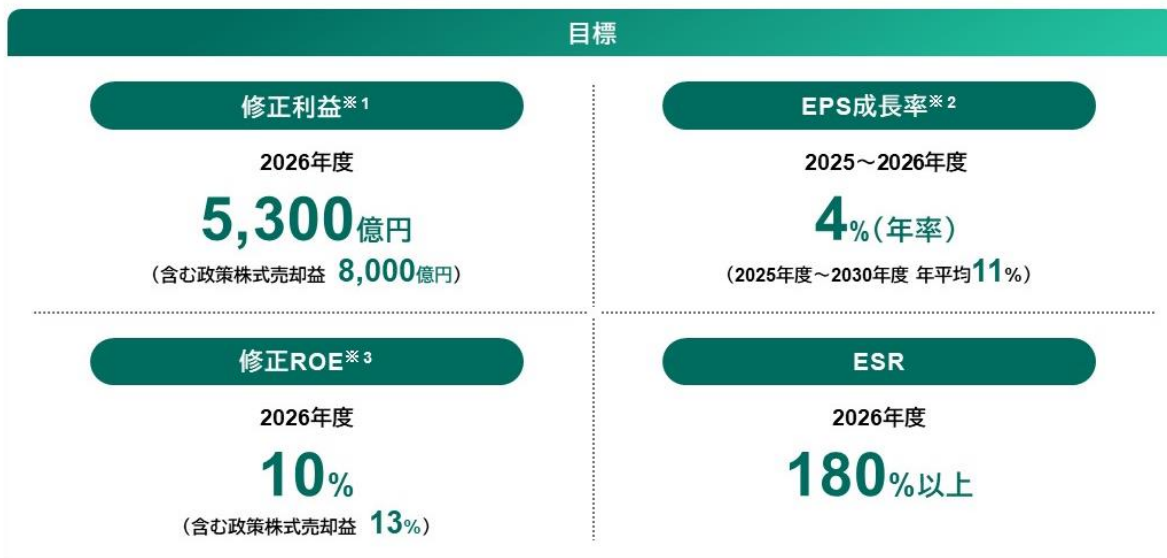 目標
修正利益※1
2026年度
5,300億円
(含む政策株式売却益 8,000億円)
EPS成長率※2
2025～2026年度
4%(年率)
(2025年度～2030年度 年平均11%)
修正ROE※3
2026年度
10%
(含む政策株式売却益 13%)
ESR
2026年度
180%以上